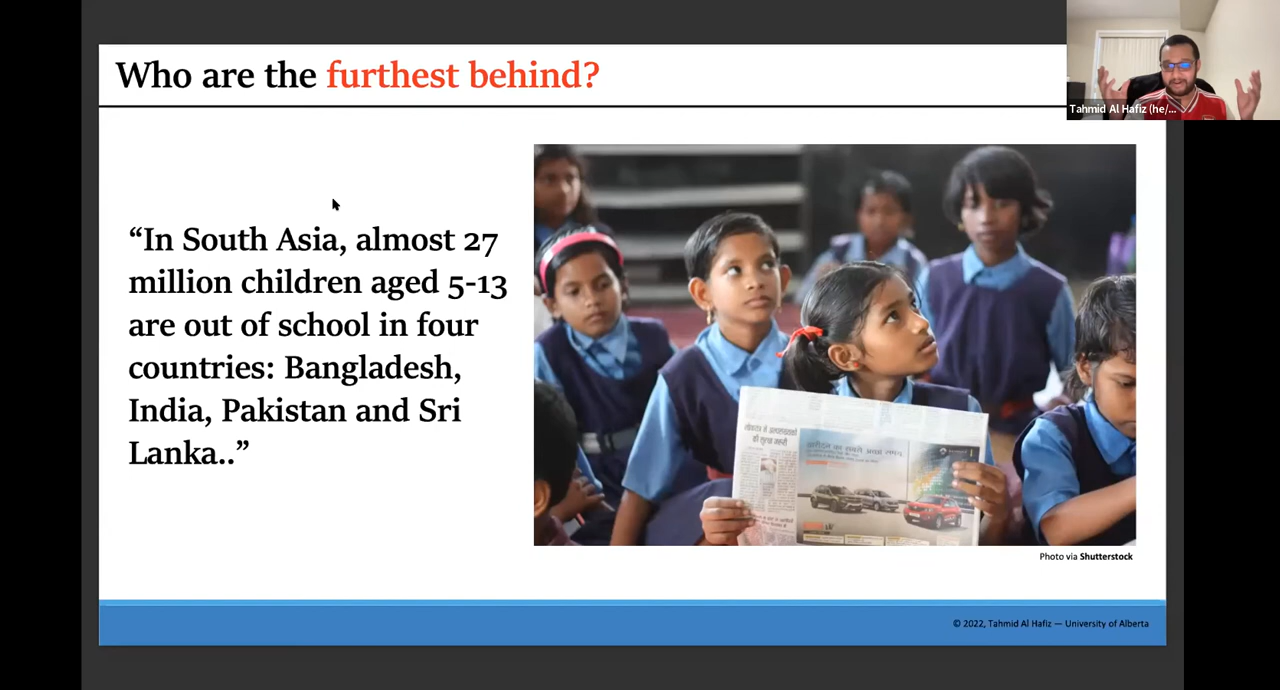 Who are the furthest behind?
Tahmid Al Hafiz (he/...
“In South Asia, almost 27
million children aged 5-13
are out of school in four
countries: Bangladesh,
India, Pakistan and Sri
Lanka..”
Photo via Shutterstock
© 2022, Tahmid Al Hafiz — University of Alberta